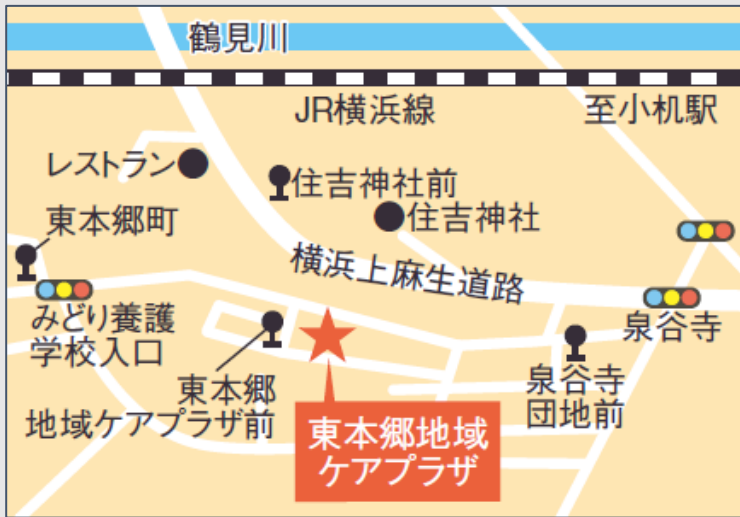 鶴見川
JR横浜線
至小机駅
レストラン
住吉神社前
東本郷町
住吉神社
横浜上麻生道路
みどり養護
学校入口
泉谷寺
東本郷
地域ケアプラザ前
泉谷寺
団地前
東本郷地域
ケアプラザ